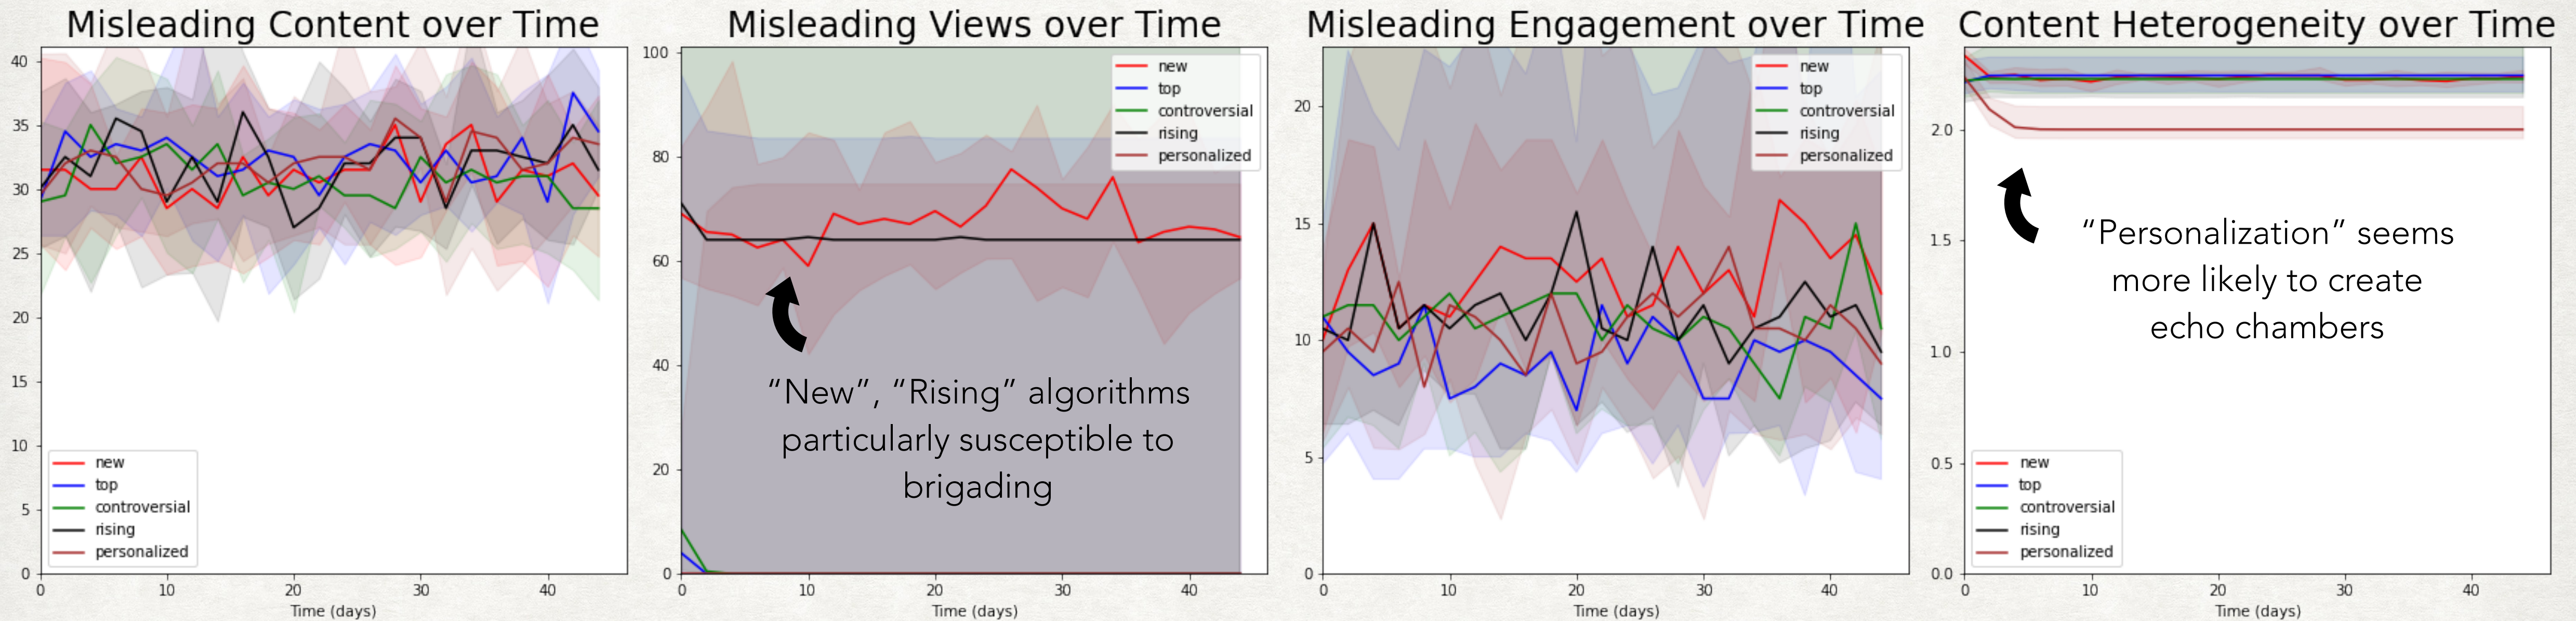 Misleading Content over Time
40
35
30
25
20
15
10
5
0
new
top
controversial
rising
personalized
0 10 20 30 40
Time (days)
Misleading Views over Time
100
80
60
40
20
0
new
top
controversial
rising
personalized
“New”, “Rising” algorithms
particularly susceptible to
brigading
0 10 20 30 40
Time (days)
Misleading Engagement over Time
20
15
10
5
0
new
top
controversial
rising
personalized
0 10 20 30 40
Time (days)
Content Heterogeneity over Time
2.0
1.5
1.0
0.5
0.0
“Personalization” seems
more likely to create
echo chambers
new
top
controversial
rising
personalized
0 10 20 30 40
Time (days)